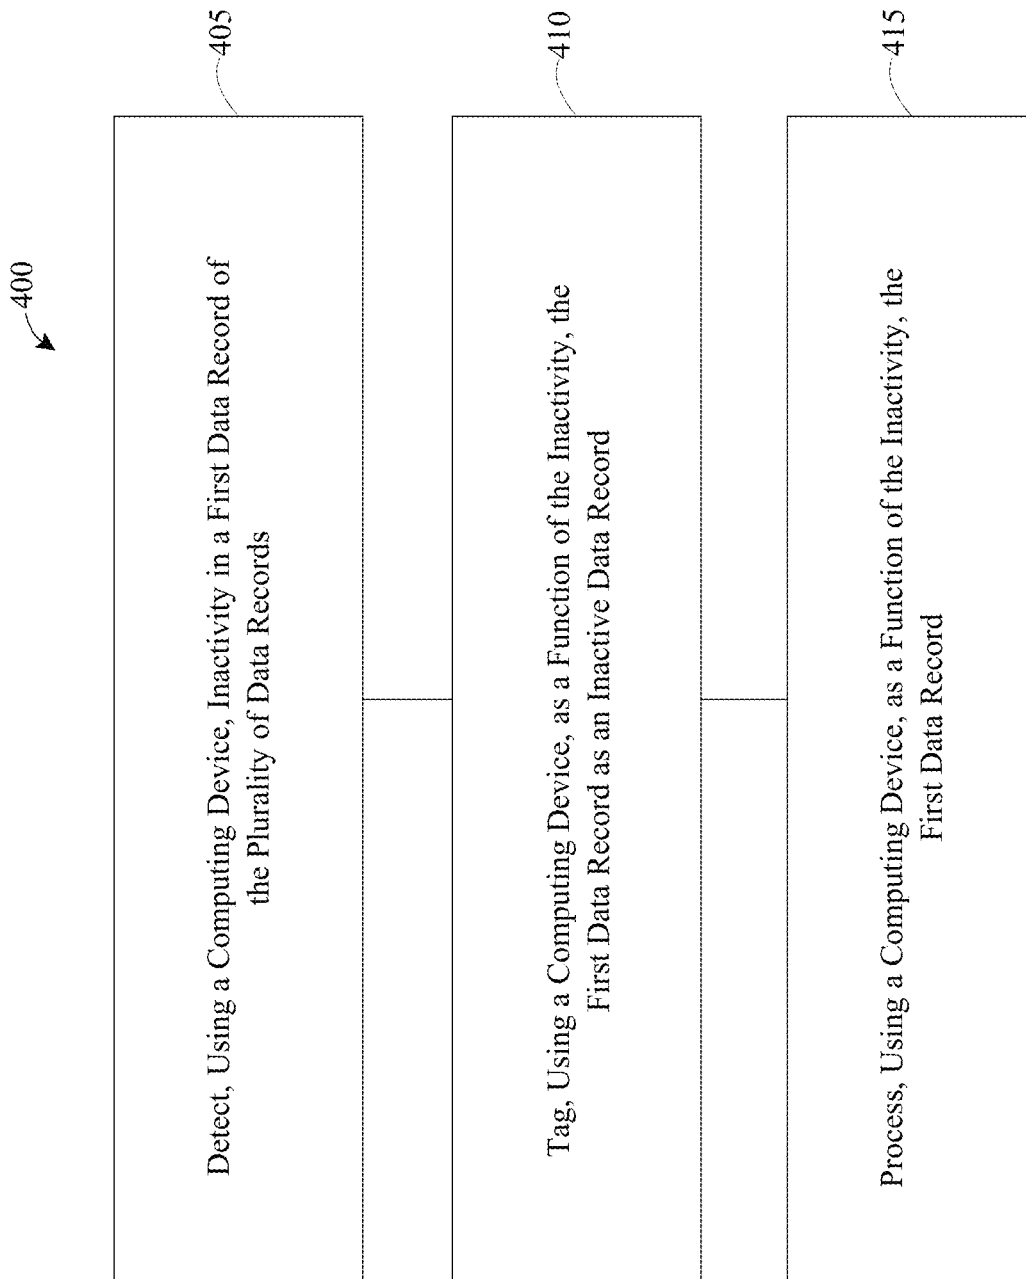 400
405
Detect, Using a Computing Device, Inactivity in a First Data Record of
the Plurality of Data Records
410
Tag, Using a Computing Device, as a Function of the Inactivity, the
First Data Record as an Inactive Data Record
415
Process, Using a Computing Device, as a Function of the Inactivity, the
First Data Record